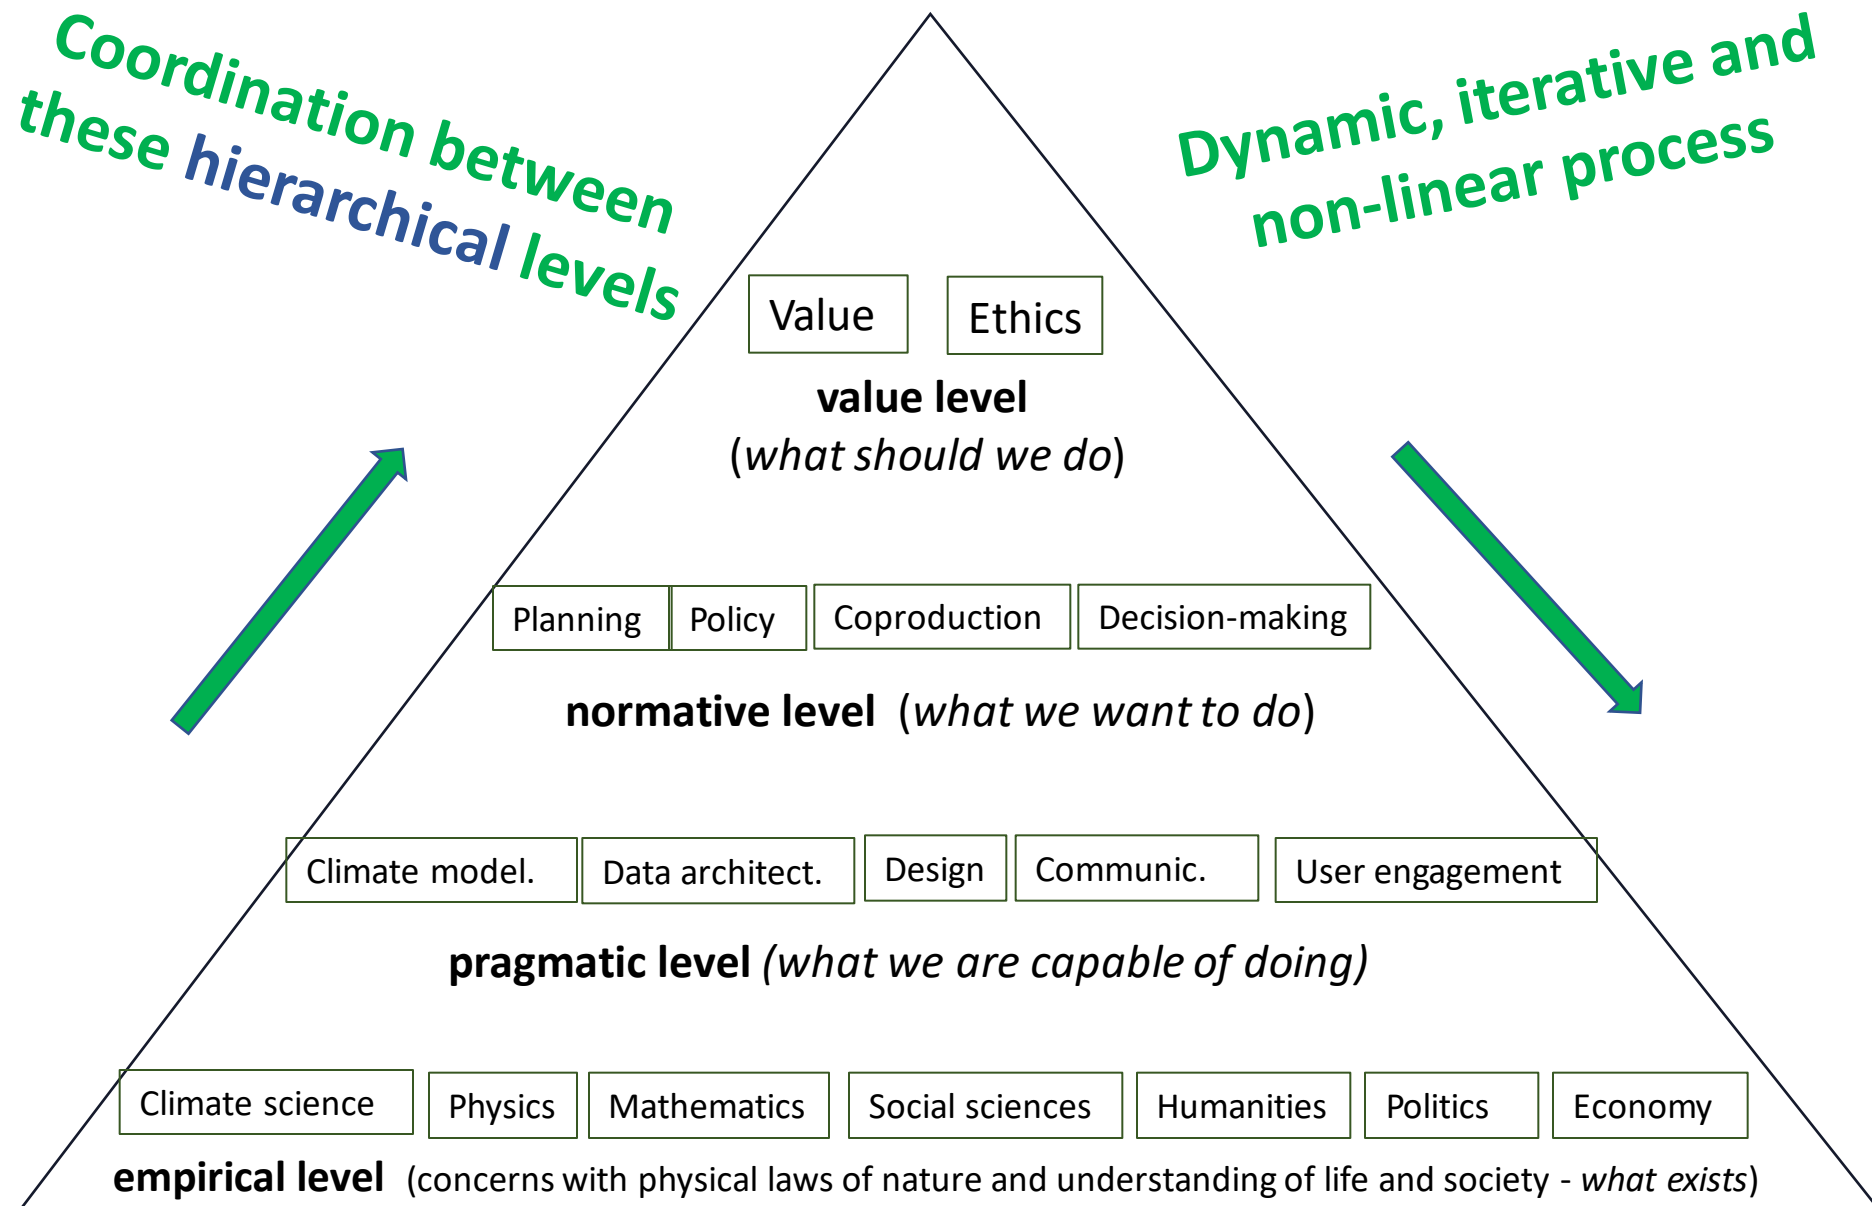 Coordination between
these hierarchical levels
Dynamic, iterative and
non-linear process
Value
Ethics
value level
(what should we do)
Planning
Policy
Coproduction
Decision-making
normative level (what we want to do)
Climate model.
Data architect.
Design
Communic.
User engagement
pragmatic level (what we are capable of doing)
Climate science
Physics
Mathematics
Social sciences
Humanities
Politics
Economy
empirical level (concerns with physical laws of nature and understanding of life and society - what exists)